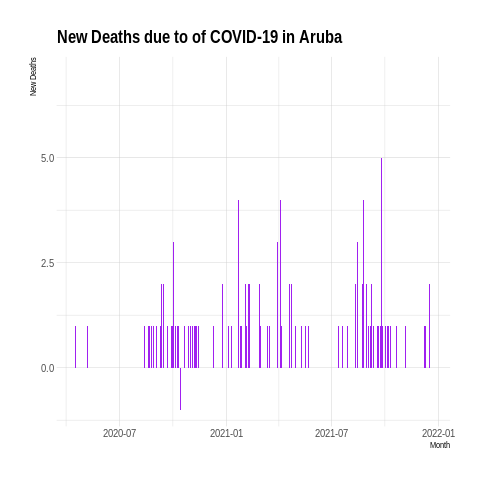 New Deaths due to of COVID-19 in Aruba
New Deaths
5.0
2.5
0.0
2020-07 2021-01 2021-07 2022-01
Month